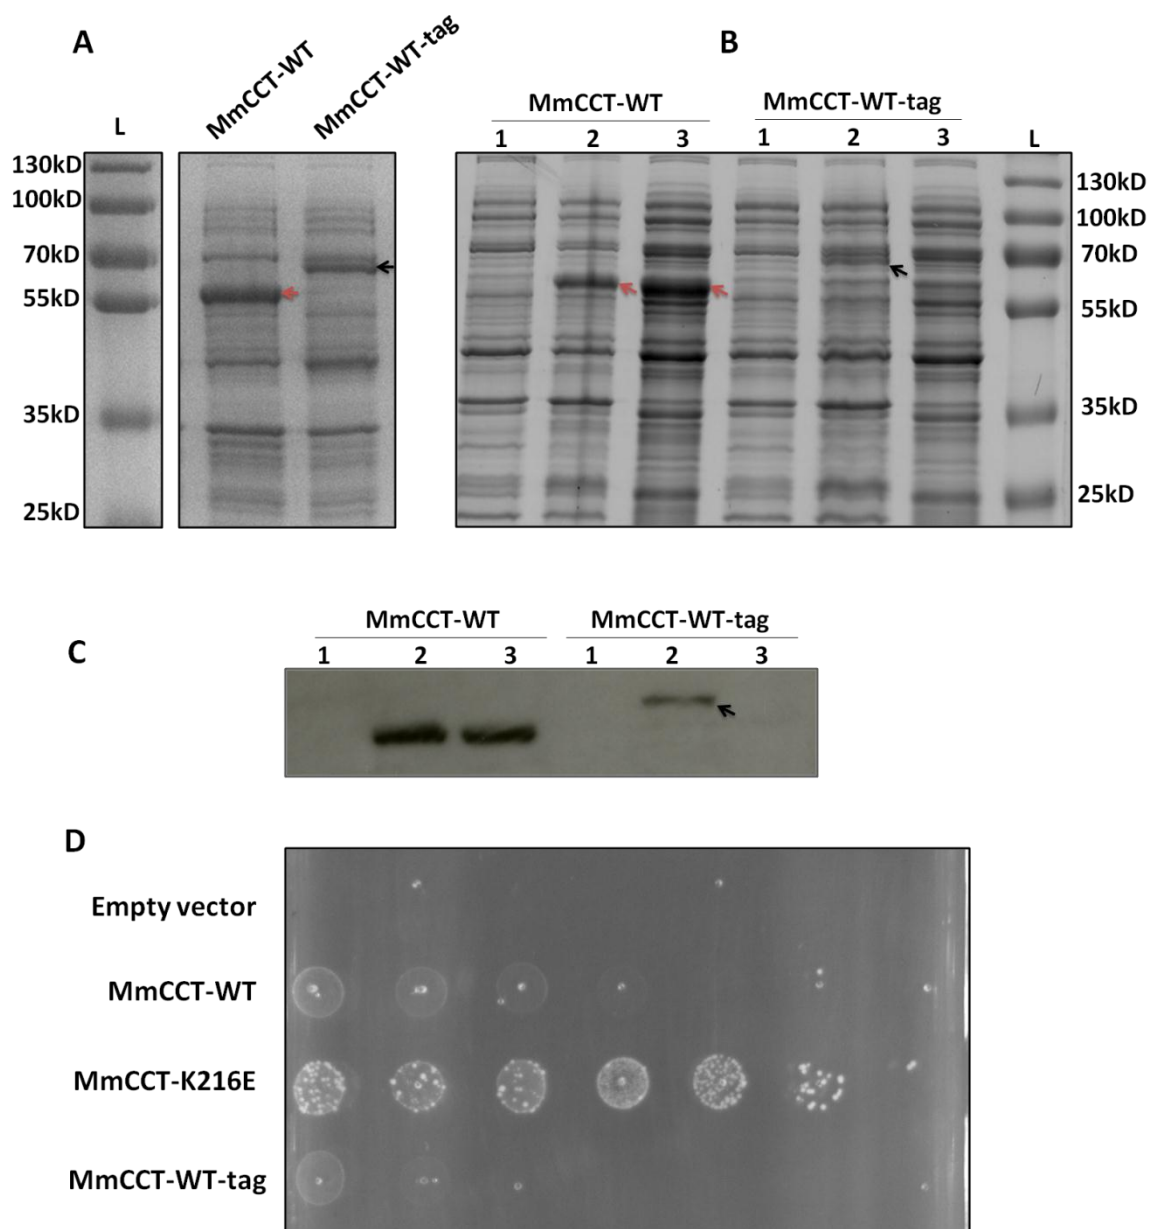 A
B
MmCCT-WT
MmCCT-WT-tag
L
130kD
100kD
70kD
55kD
35kD
25kD
MmCCT-WT
MmCCT-WT-tag
1 2 3 1 2 3 L
130kD
100kD
70kD
55kD
35kD
25kD
C
MmCCT-WT
MmCCT-WT-tag
1 2 3 1 2 3
D
Empty vector
MmCCT-WT
MmCCT-K216E
MmCCT-WT-tag